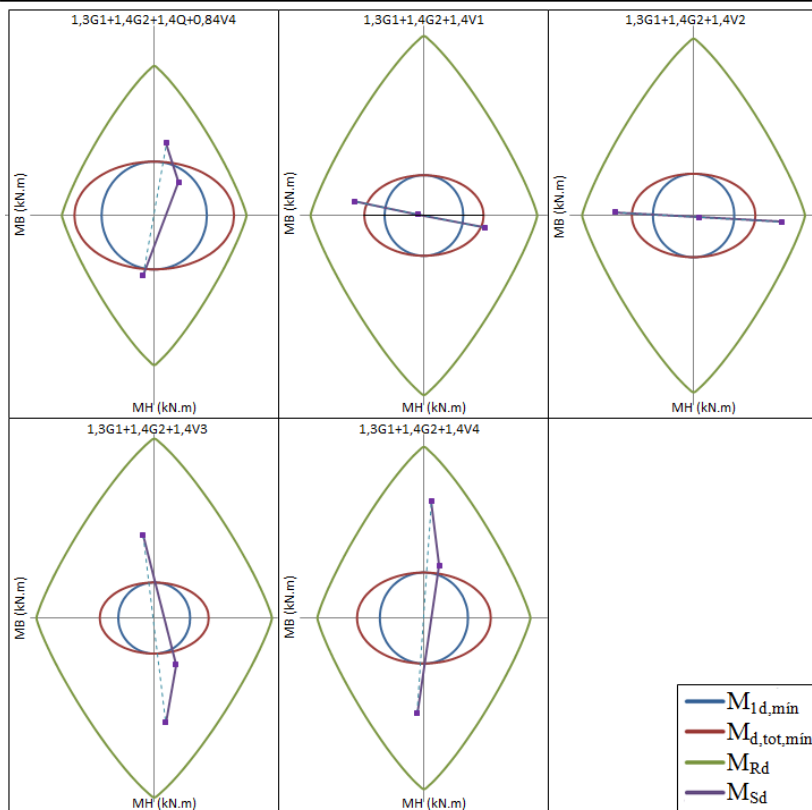 1,3G1+1,4G2+1,4Q+0,84V4
MB (kN.m)
MH (kN.m)
1,3G1+1,4G2+1,4V1
MB (kN.m)
MH (kN.m)
1,3G1+1,4G2+1,4V2
MB (kN.m)
MH (kN.m)
1,3G1+1,4G2+1,4V3
MB (kN.m)
MH (kN.m)
1,3G1+1,4G2+1,4V4
MB (kN.m)
MH (kN.m)
M1d,mín
Md,tot,mín
MRd
MSd